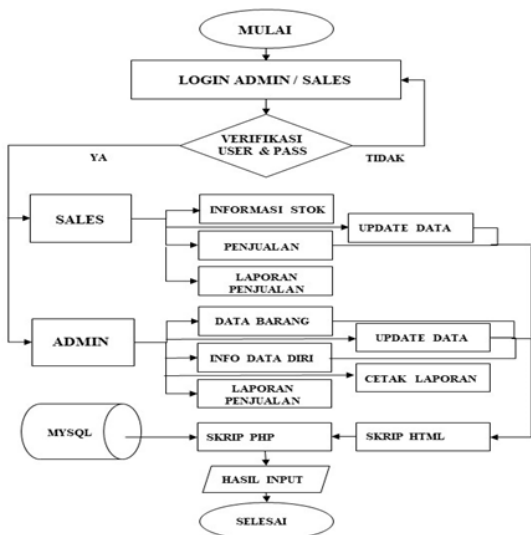 MULAI
LOGIN ADMIN / SALES
VERIFIKASI
USER & PASS
YA
TIDAK
SALES
INFORMASI STOK
UPDATE DATA
PENJUALAN
LAPORAN
PENJUALAN
ADMIN
DATA BARANG
UPDATE DATA
INFO DATA DIRI
CETAK LAPORAN
LAPORAN
PENJUALAN
MYSQL
SKRIP PHP
SKRIP HTML
HASIL INPUT
SELESAI